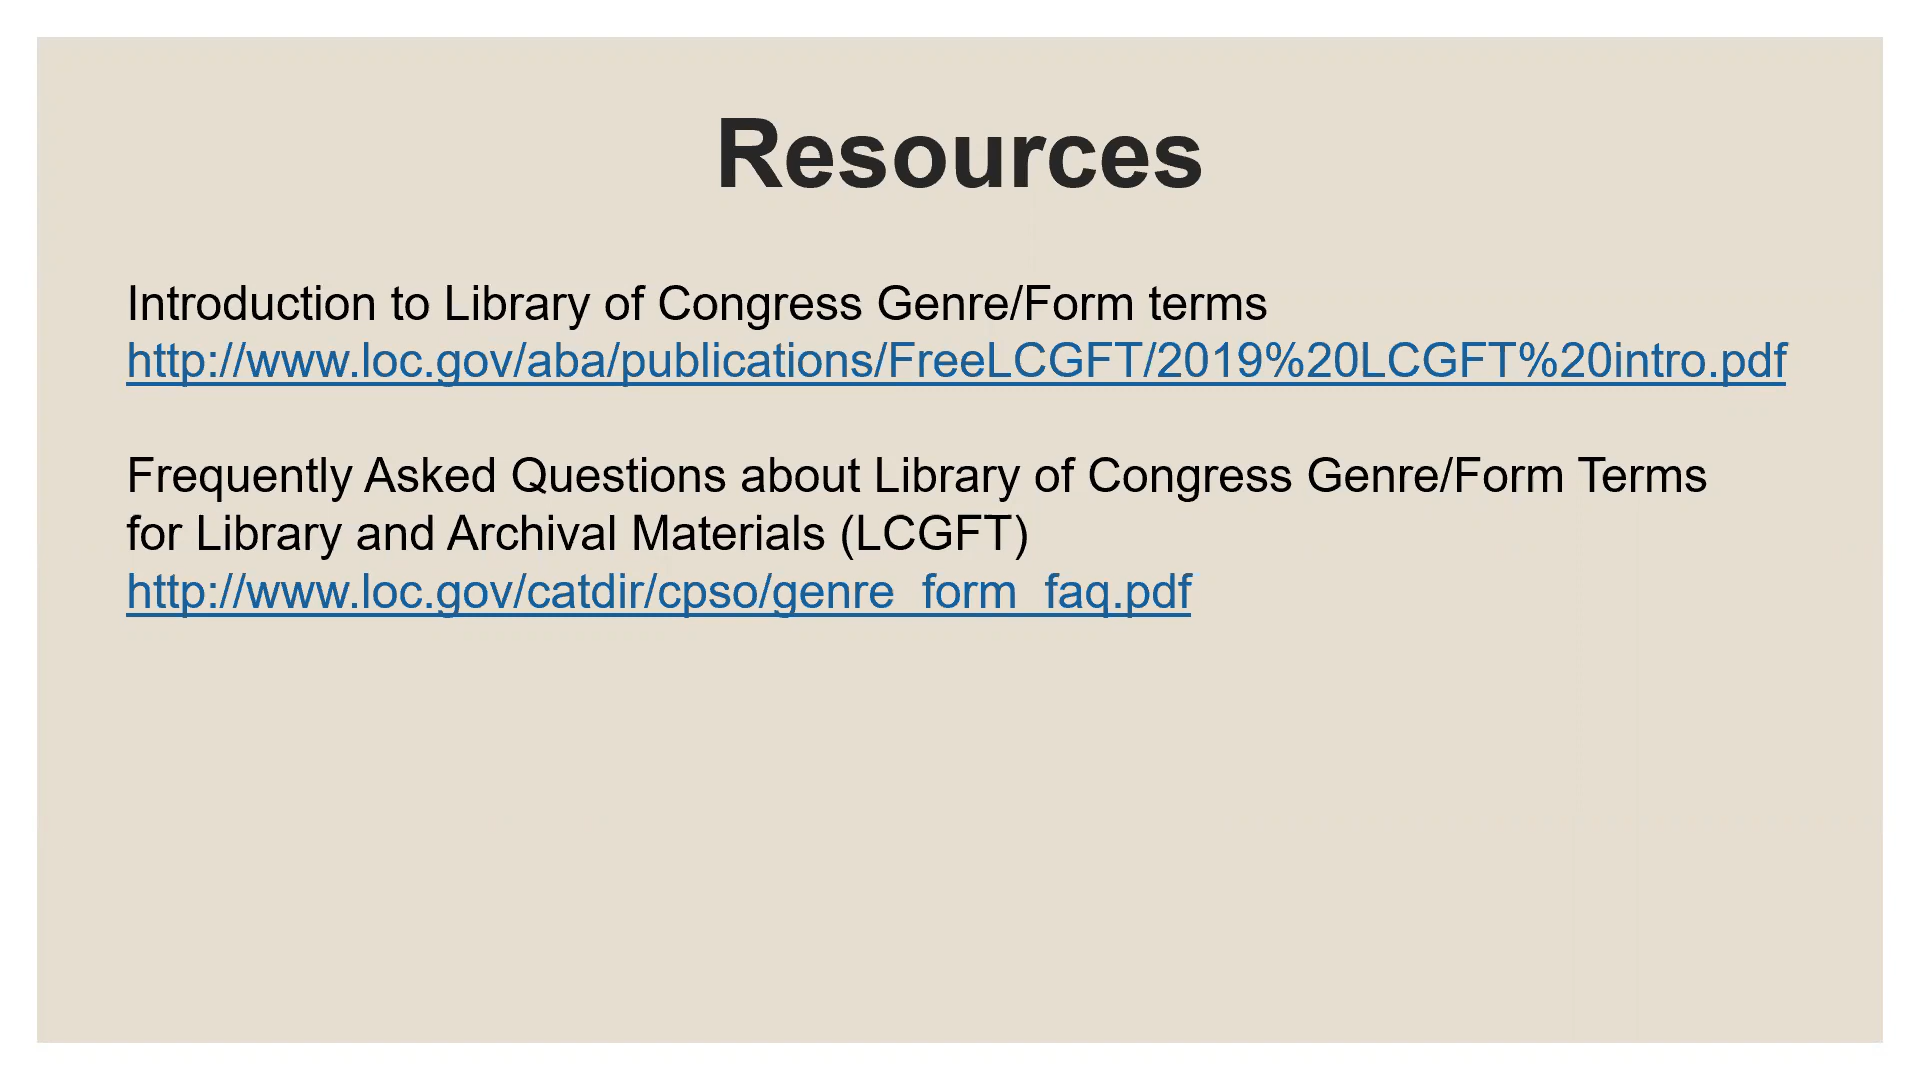 Resources
Introduction to Library of Congress Genre/Form terms
http://www.loc.gov/aba/publications/FreeLCGFT/2019%20LCGFT%20intro.pdf
Frequently Asked Questions about Library of Congress Genre/Form Terms
for Library and Archival Materials (LCGFT)
http://www.loc.gov/catdir/cpso/genre_form_faq.pdf